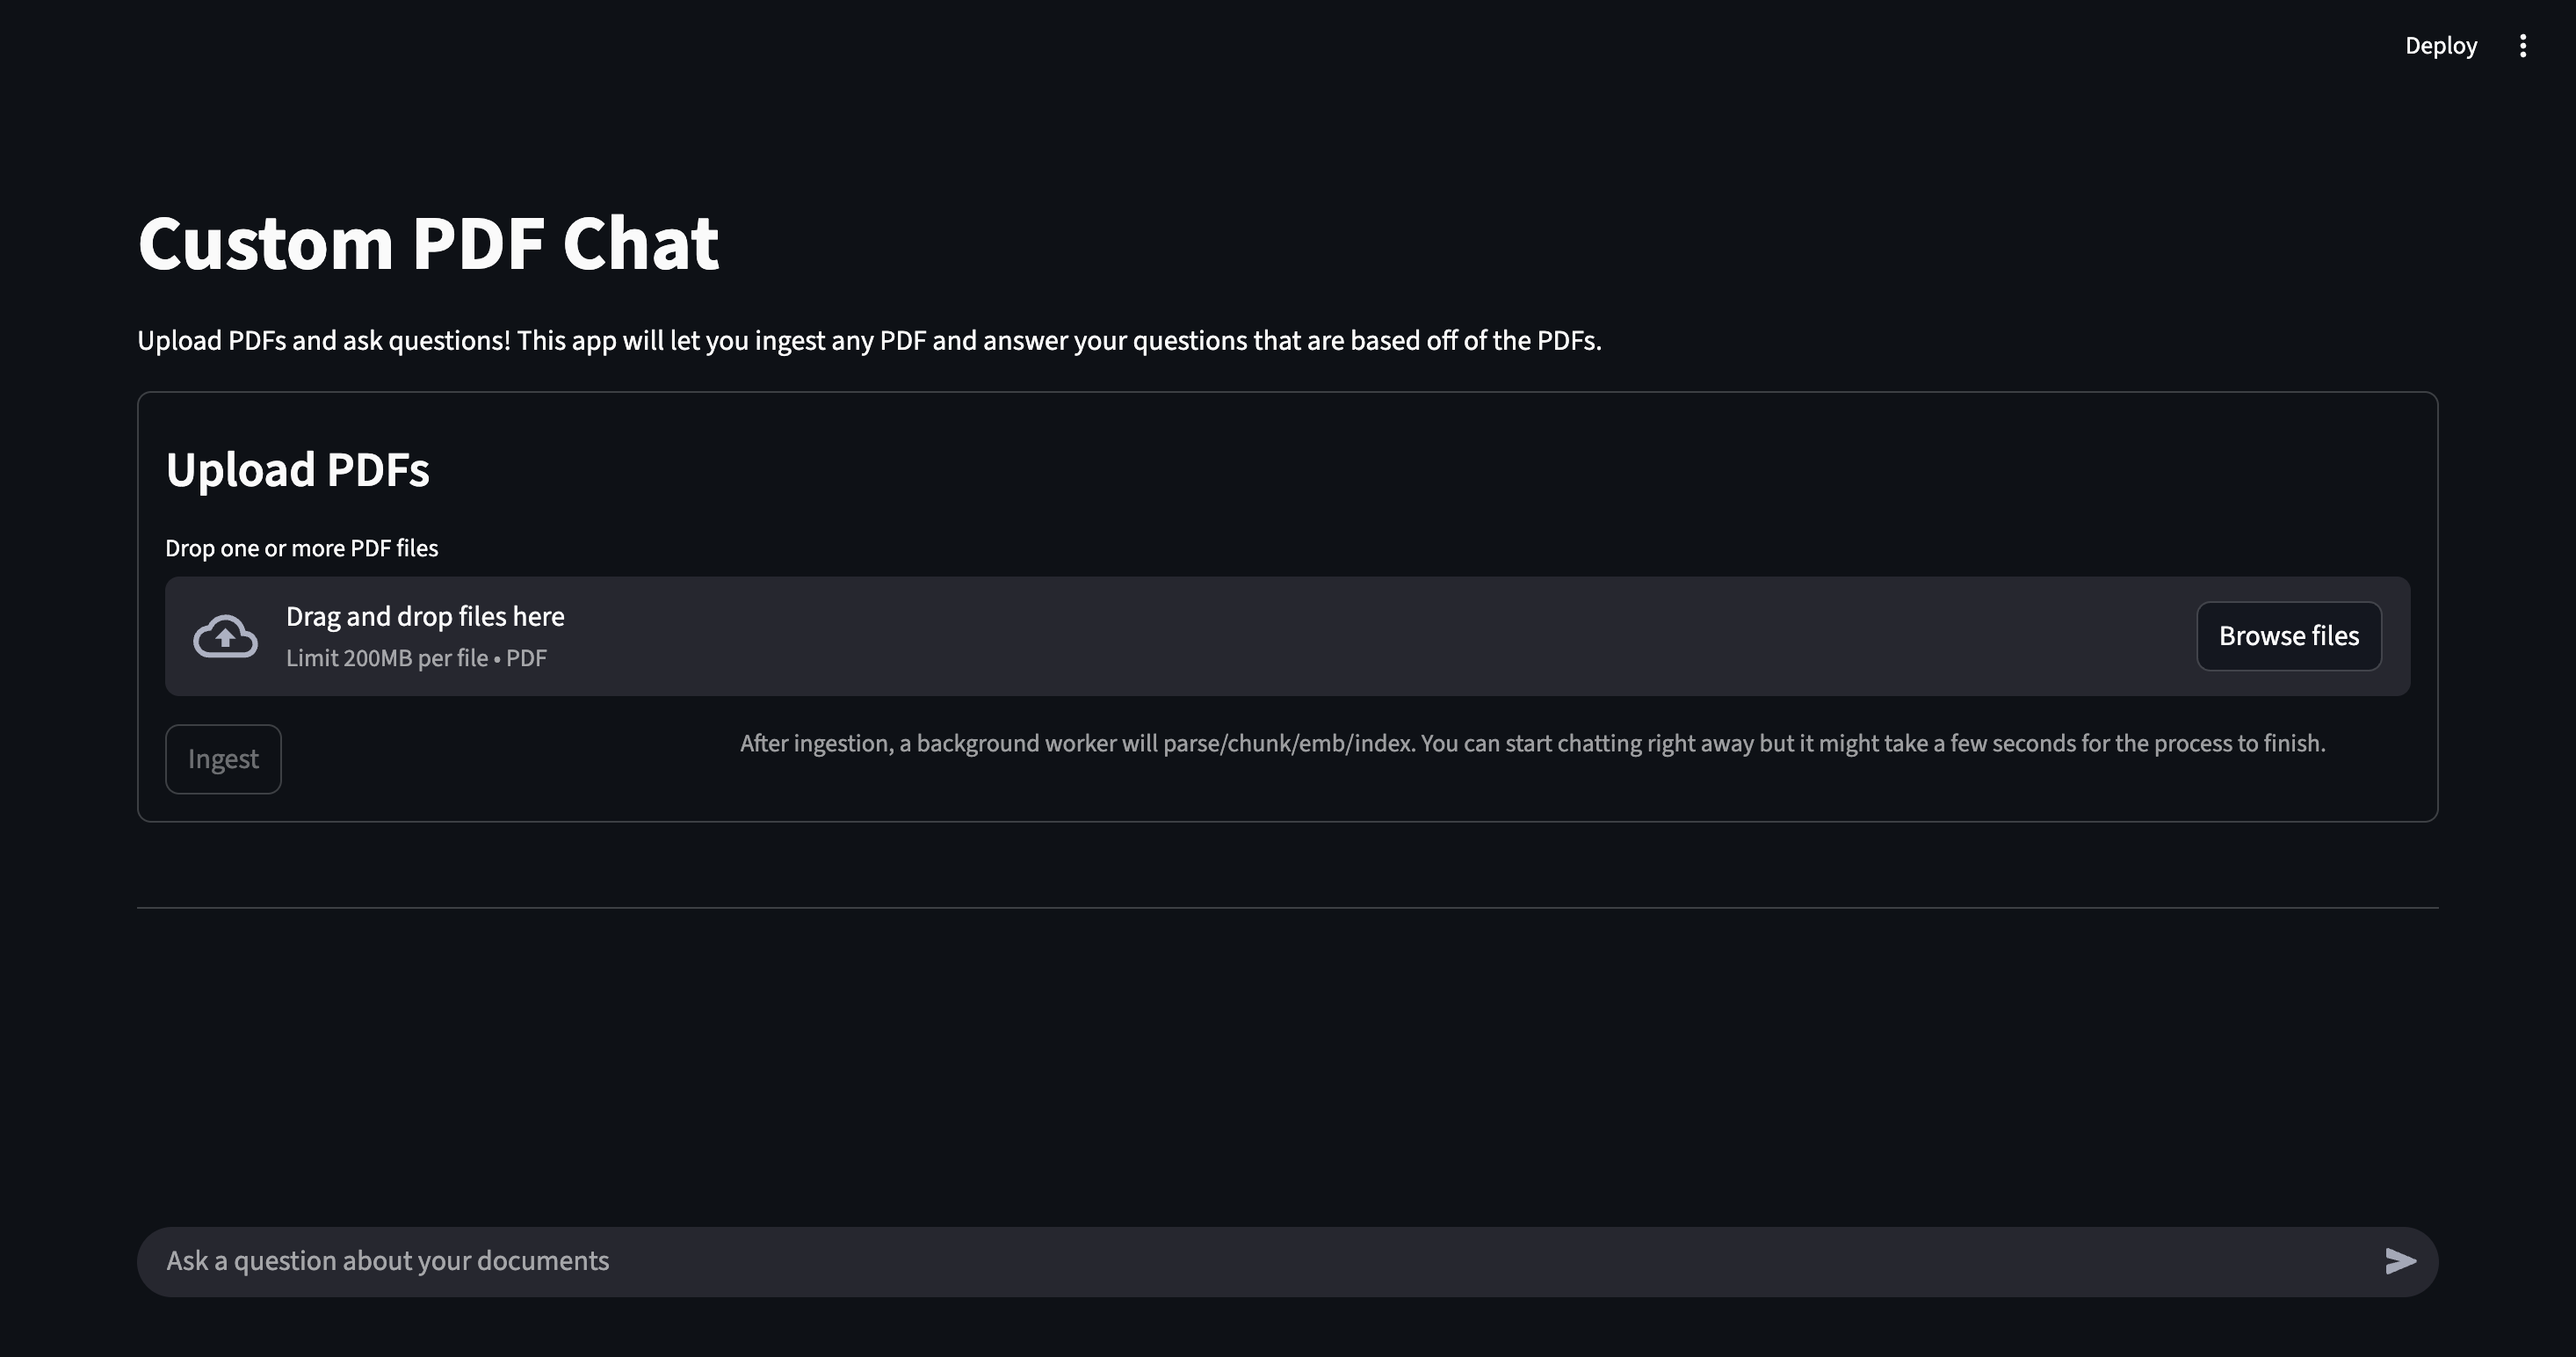 Deploy
Custom PDF Chat
Upload PDFs and ask questions! This app will let you ingest any PDF and answer your questions that are based off of the PDFs.
Upload PDFs
Drop one or more PDF files
Drag and drop files here
Limit 200MB per file • PDF
Browse files
Ingest
After ingestion, a background worker will parse/chunk/emb/index. You can start chatting right away but it might take a few seconds for the process to finish.
Ask a question about your documents